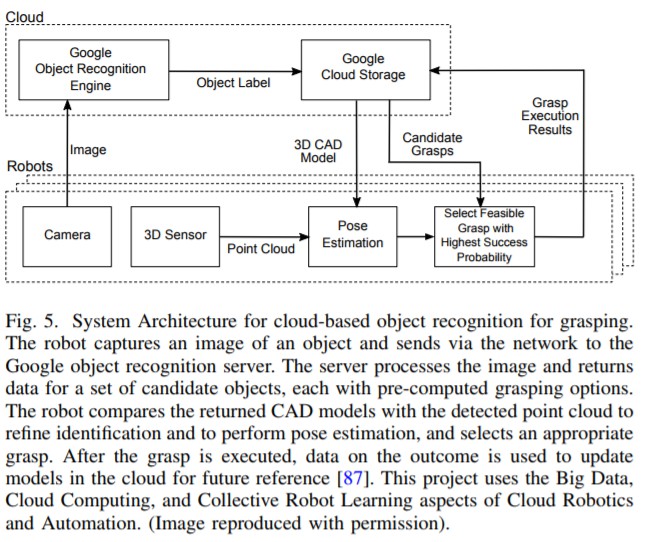 Cloud
Google
Object Recognition
Engine
Object Label
Google
Cloud Storage
Image
3D CAD
Model
Candidate
Grasps
Grasp
Execution
Results
Robots
Camera
3D Sensor
Point Cloud
Pose
Estimation
Select Feasible
Grasp with
Highest Success
Probability
Fig. 5. System Architecture for cloud-based object recognition for grasping.
The robot captures an image of an object and sends via the network to the
Google object recognition server. The server processes the image and returns
data for a set of candidate objects, each with pre-computed grasping options.
The robot compares the returned CAD models with the detected point cloud to
refine identification and to perform pose estimation, and selects an appropriate
grasp. After the grasp is executed, data on the outcome is used to update
models in the cloud for future reference [87]. This project uses the Big Data,
Cloud Computing, and Collective Robot Learning aspects of Cloud Robotics
and Automation. (Image reproduced with permission).